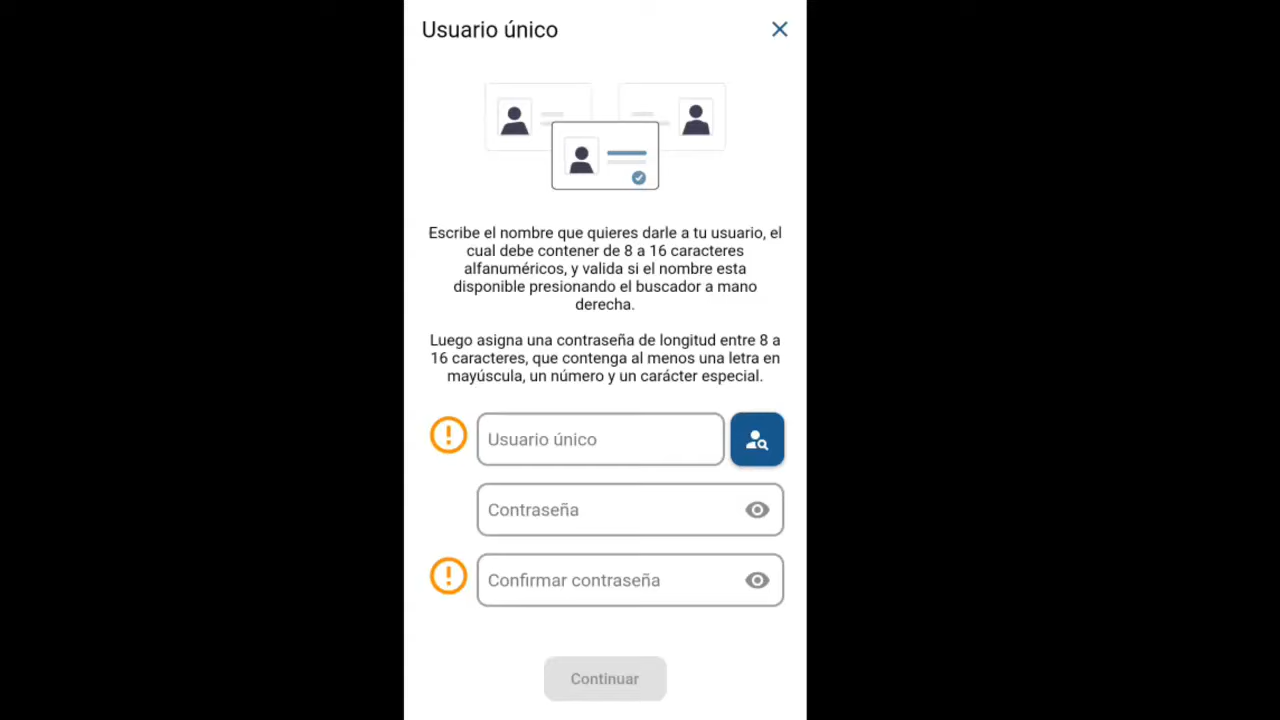 Usuario único
Escribe el nombre que quieres darle a tu usuario, el
cual debe contener de 8 a 16 caracteres
alfanuméricos, y valida si el nombre esta
disponible presionando el buscador a mano
derecha.
Luego asigna una contraseña de longitud entre 8 a
16 caracteres, que contenga al menos una letra en
mayúscula, un número y un carácter especial.
Usuario único
Contraseña
Confirmar contraseña
Continuar